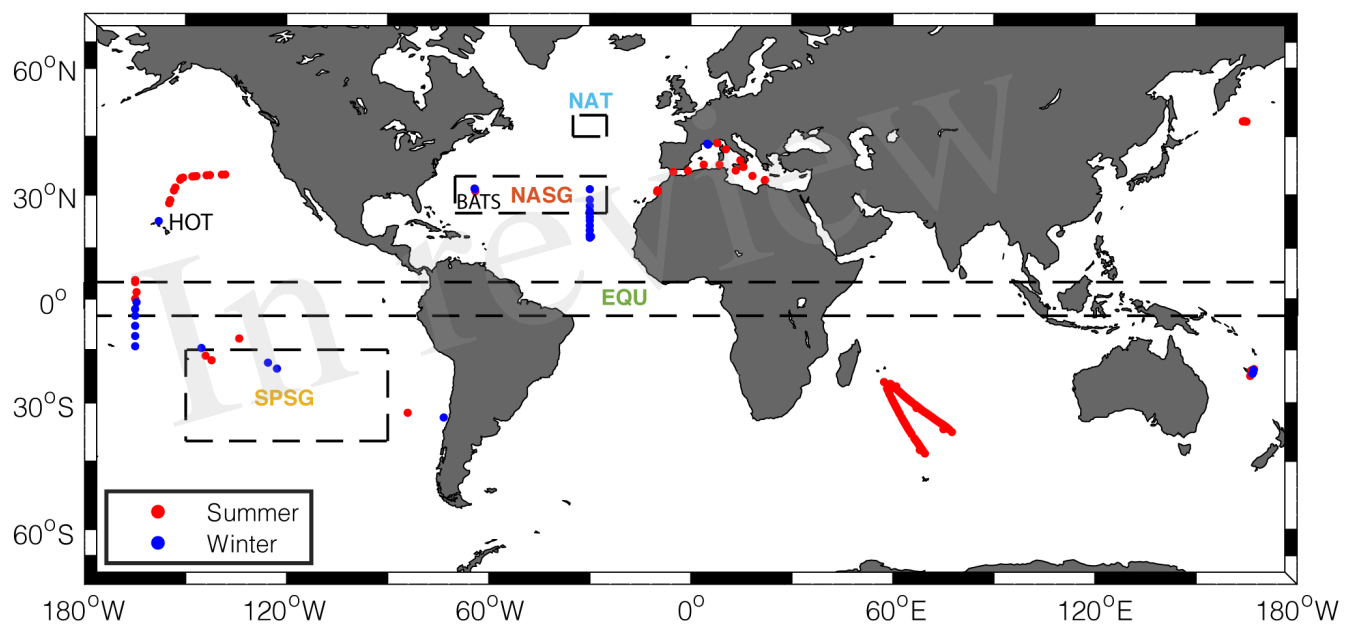 60°N
30°N
0°
30°S
60°S
NAT
BATS
NASG
HOT
EQU
SPSG
In review
Summer
Winter
180°W
120°W
60°W
0°
60°E
120°E
180°W